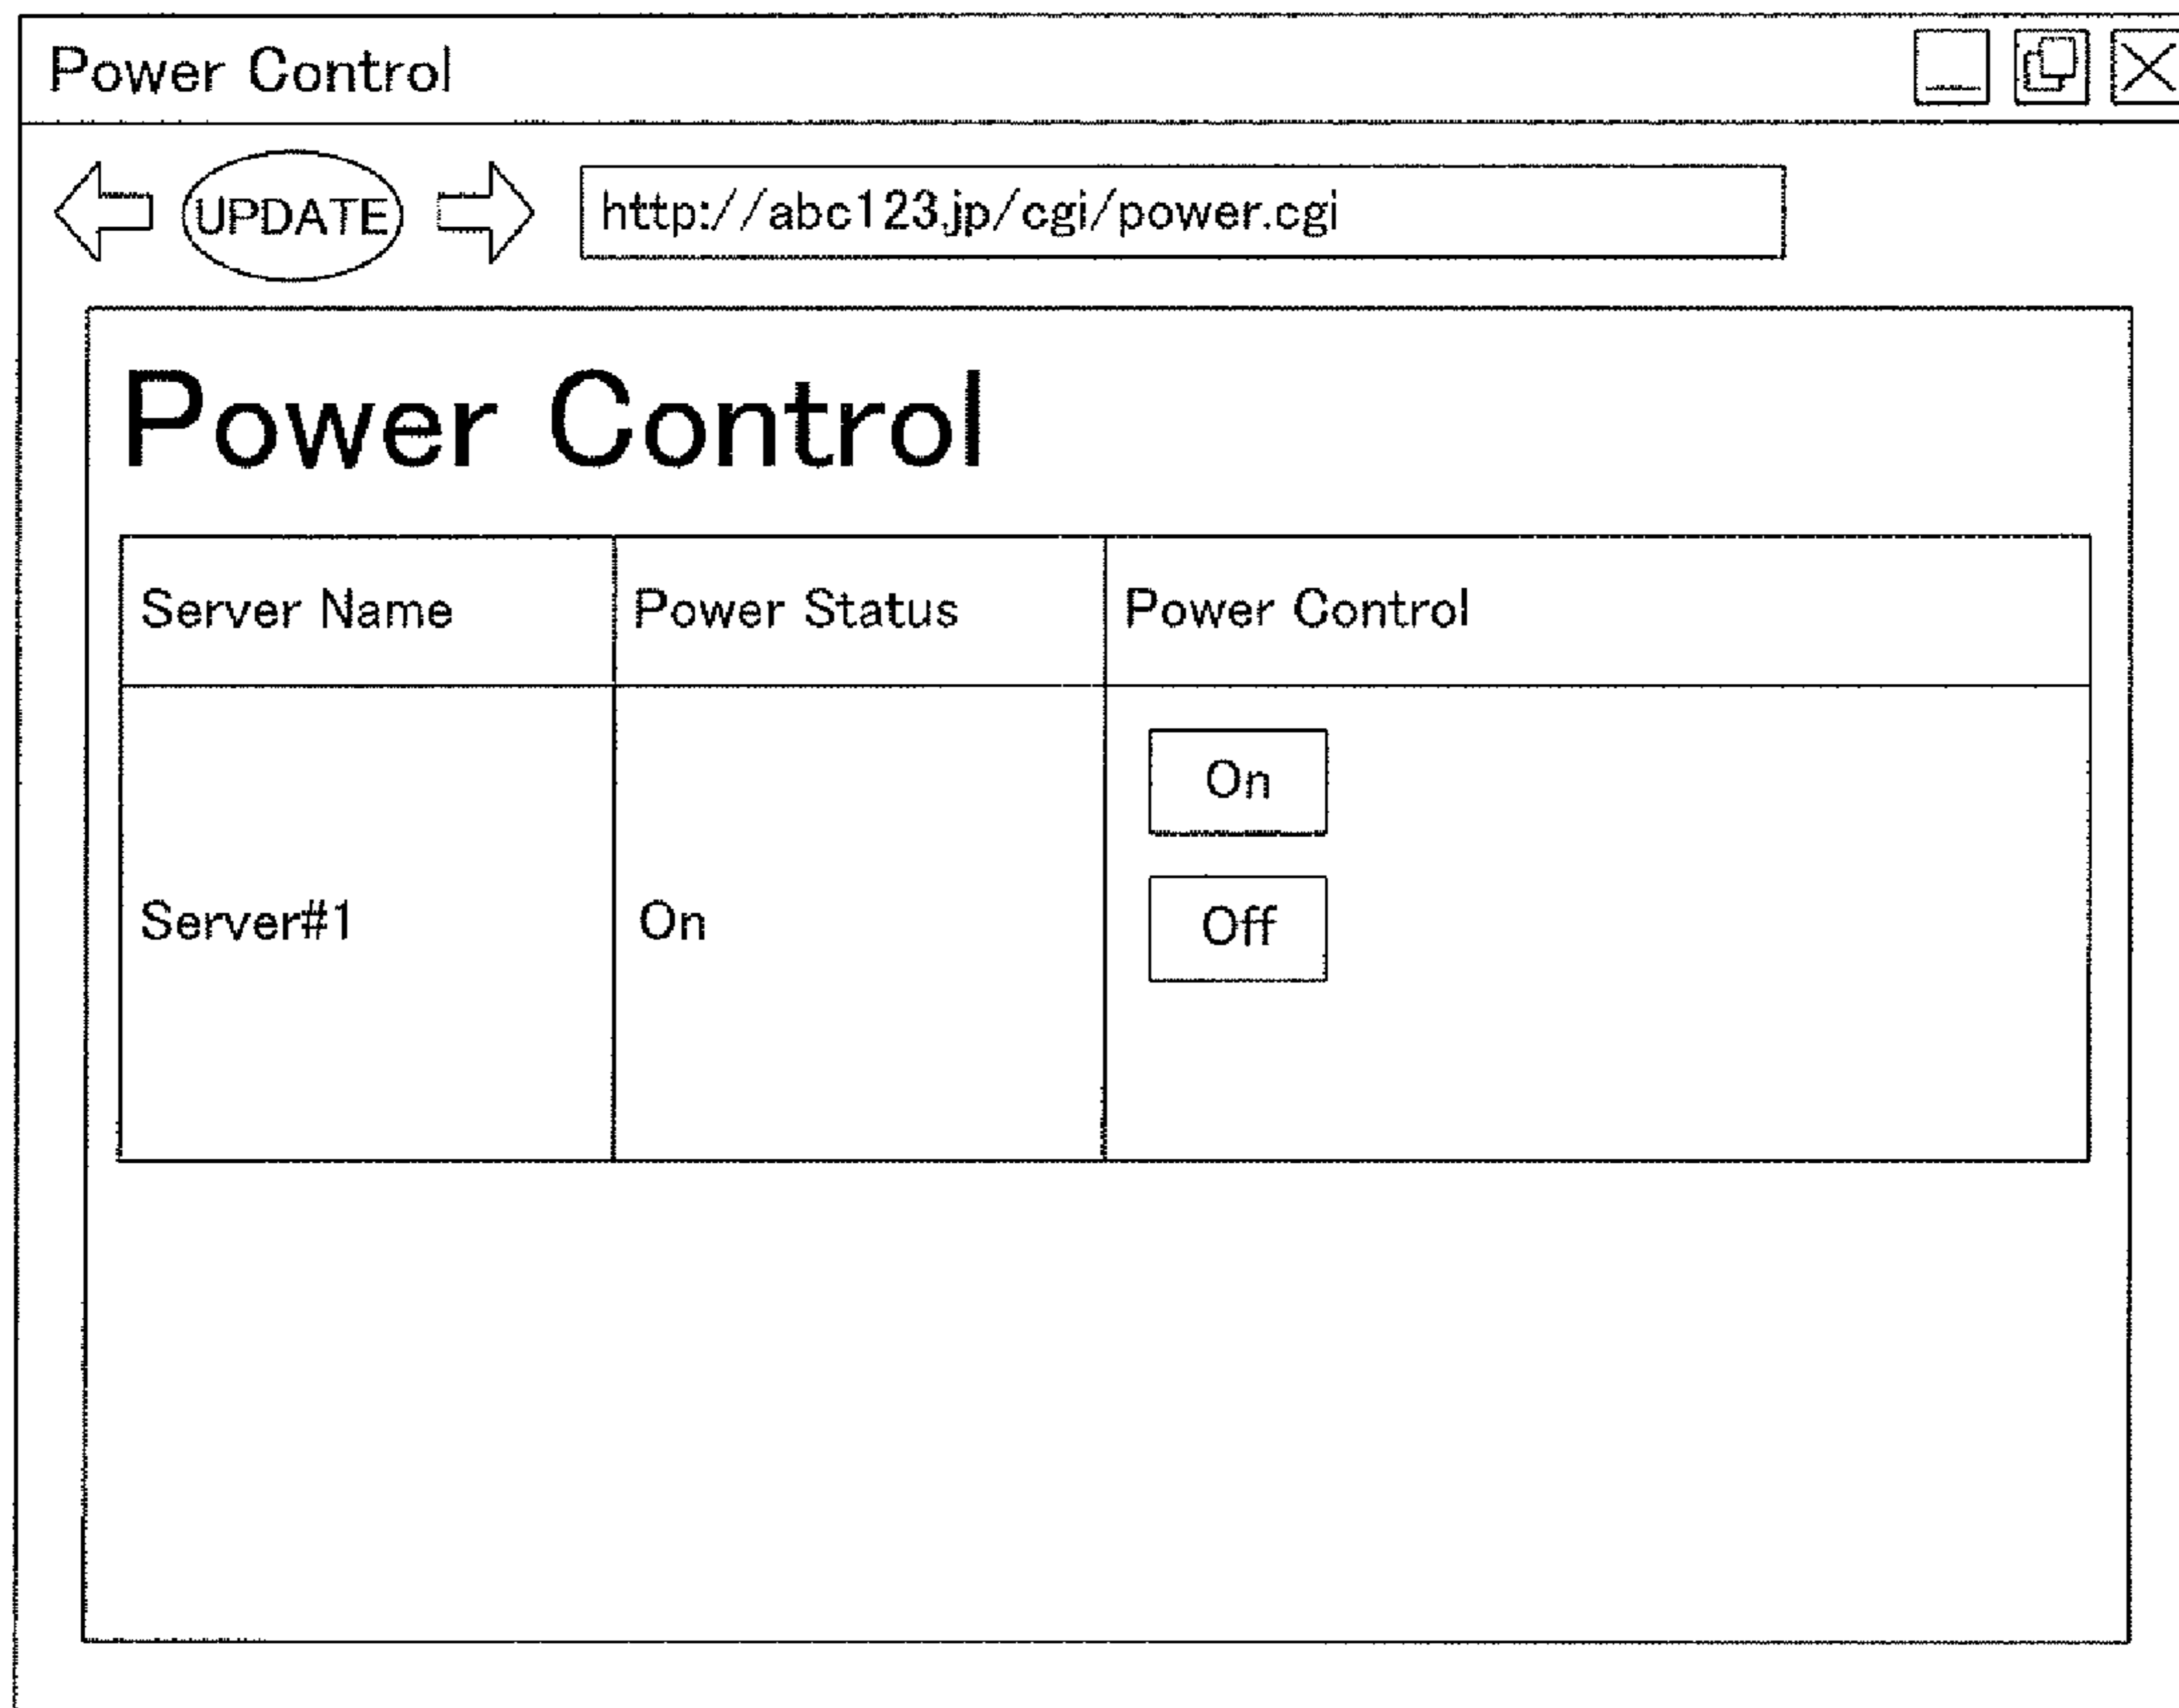 Power Control
UPDATE http://abc123.jp/cgi/power.cgi
Power Control
Server Name Power Status Power Control
On
Server#1 On Off